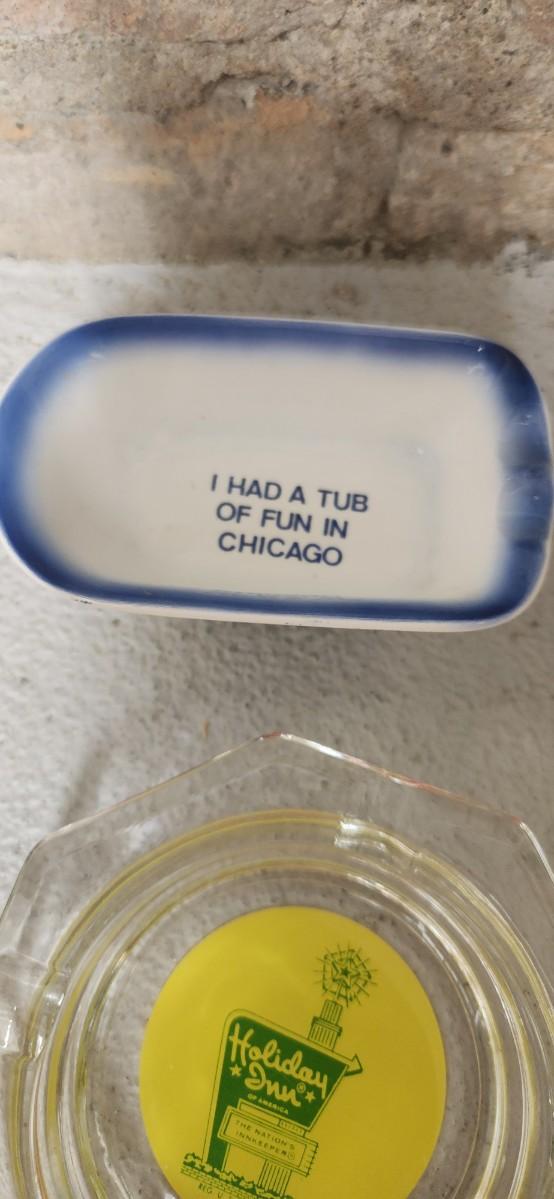 I HAD A TUB
OF FUN IN
CHICAGO
Holiday
Inn®
OF AMERICA
THE NATION'S
INNKEEPER®